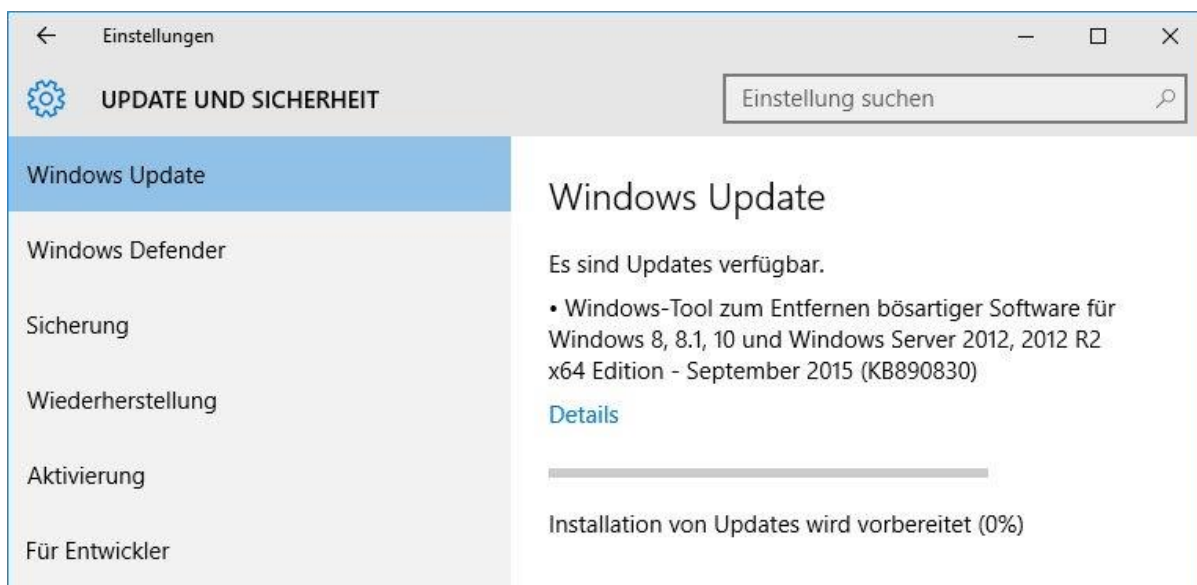 Einstellungen
UPDATE UND SICHERHEIT
Einstellung suchen
Windows Update
Windows Defender
Sicherung
Wiederherstellung
Aktivierung
Für Entwickler
Windows Update
Es sind Updates verfügbar.
• Windows-Tool zum Entfernen bösartiger Software für
Windows 8, 8.1, 10 und Windows Server 2012, 2012 R2
x64 Edition - September 2015 (KB890830)
Details
Installation von Updates wird vorbereitet (0%)